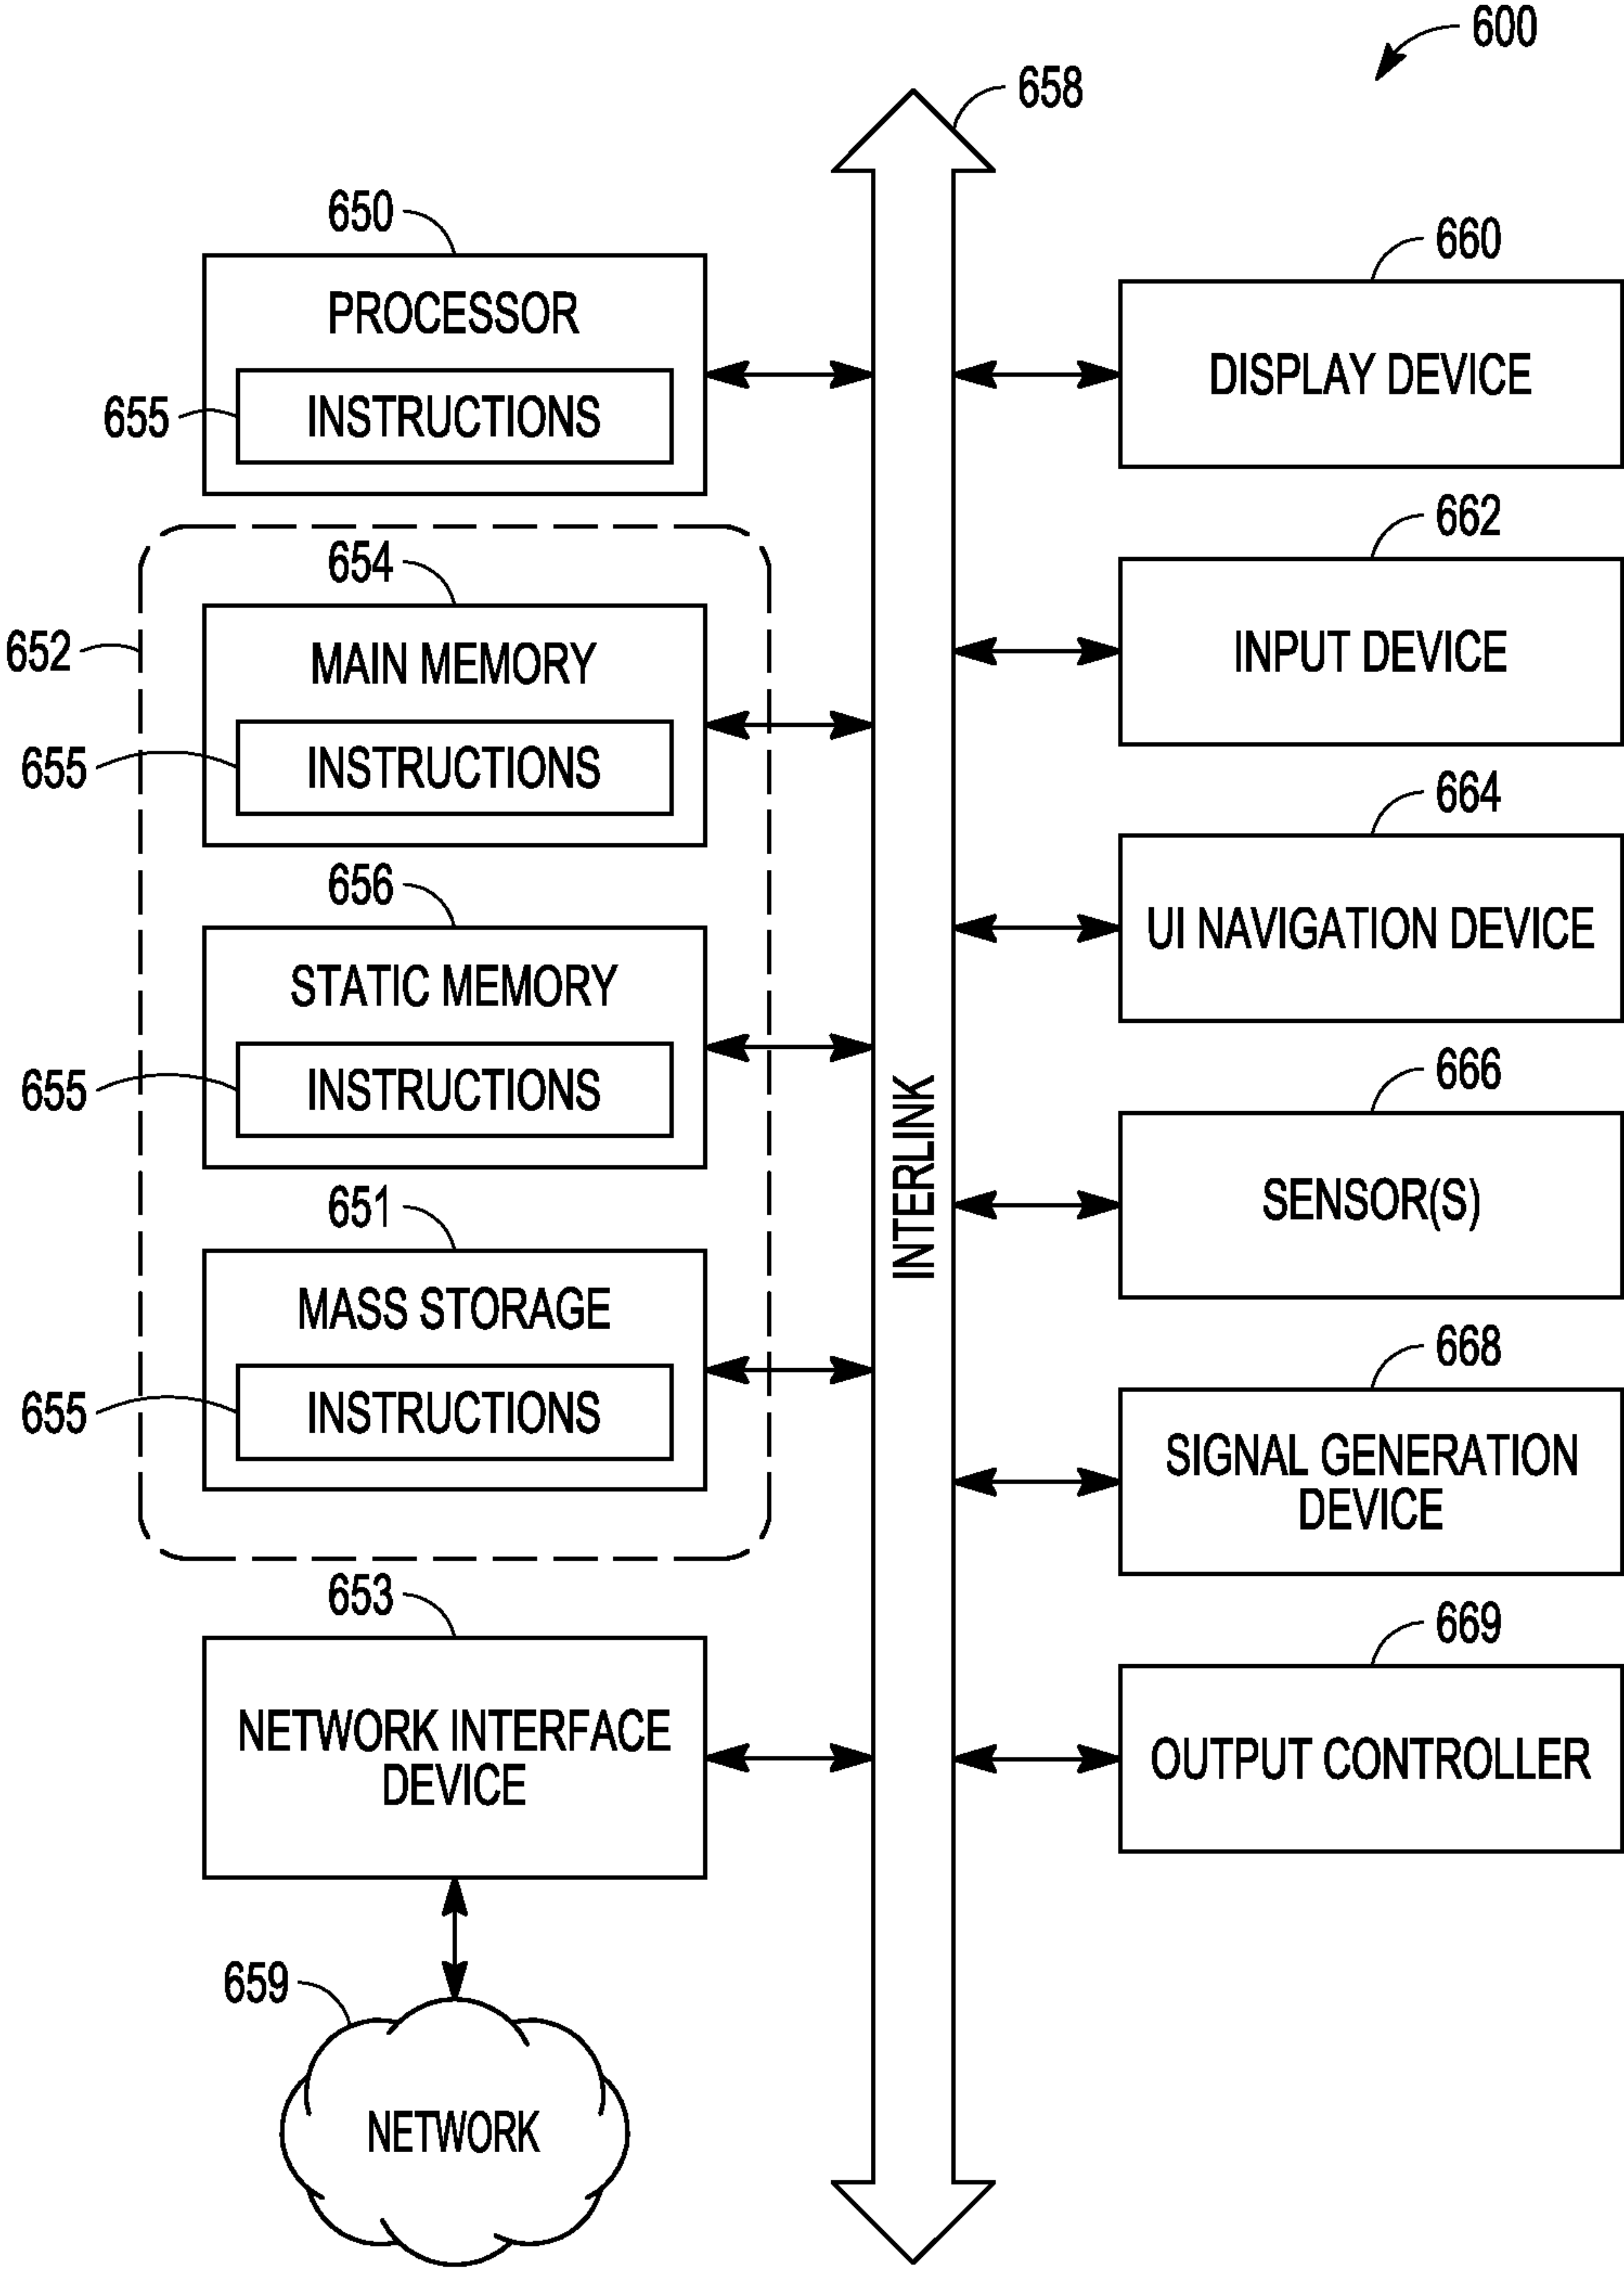 600
658
650
PROCESSOR
655
INSTRUCTIONS
652
654
MAIN MEMORY
655
INSTRUCTIONS
656
STATIC MEMORY
655
INSTRUCTIONS
651
MASS STORAGE
655
INSTRUCTIONS
653
NETWORK INTERFACE
DEVICE
659
NETWORK
INTERLINK
660
DISPLAY DEVICE
662
INPUT DEVICE
664
UI NAVIGATION DEVICE
666
SENSOR(S)
668
SIGNAL GENERATION
DEVICE
669
OUTPUT CONTROLLER